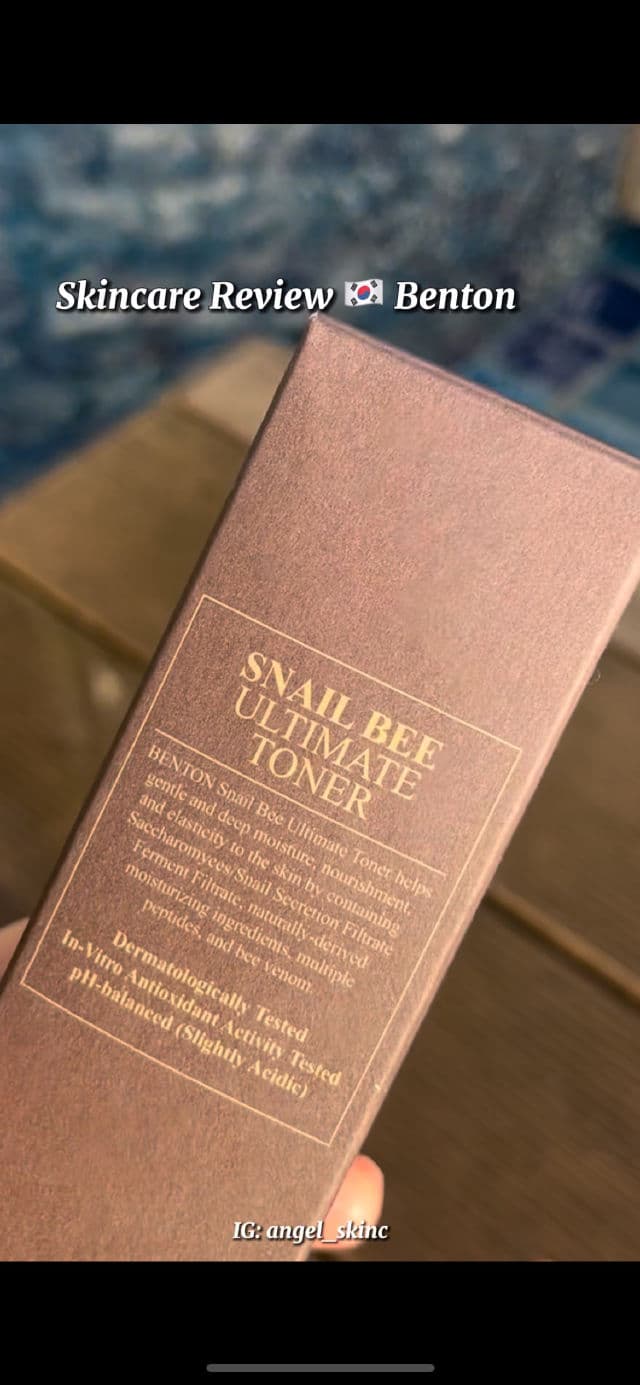 Skincare Review 🇰🇷 Benton
SNAIL BEE
ULTIMATE
TONER
BENTON Snail Bee Ultimate Toner helps
gentle and deep moisture, nourishment,
and elasticity to the skin by containing
Saccharomyces/Snail Secretion Filtrate
Ferment Filtrate, naturally-derived
moisturizing ingredients, multiple
peptides, and bee venom.
Dermatologically Tested
In-Vitro Antioxidant Activity Tested
pH-balanced (Slightly Acidic)
IG: angel_skinc